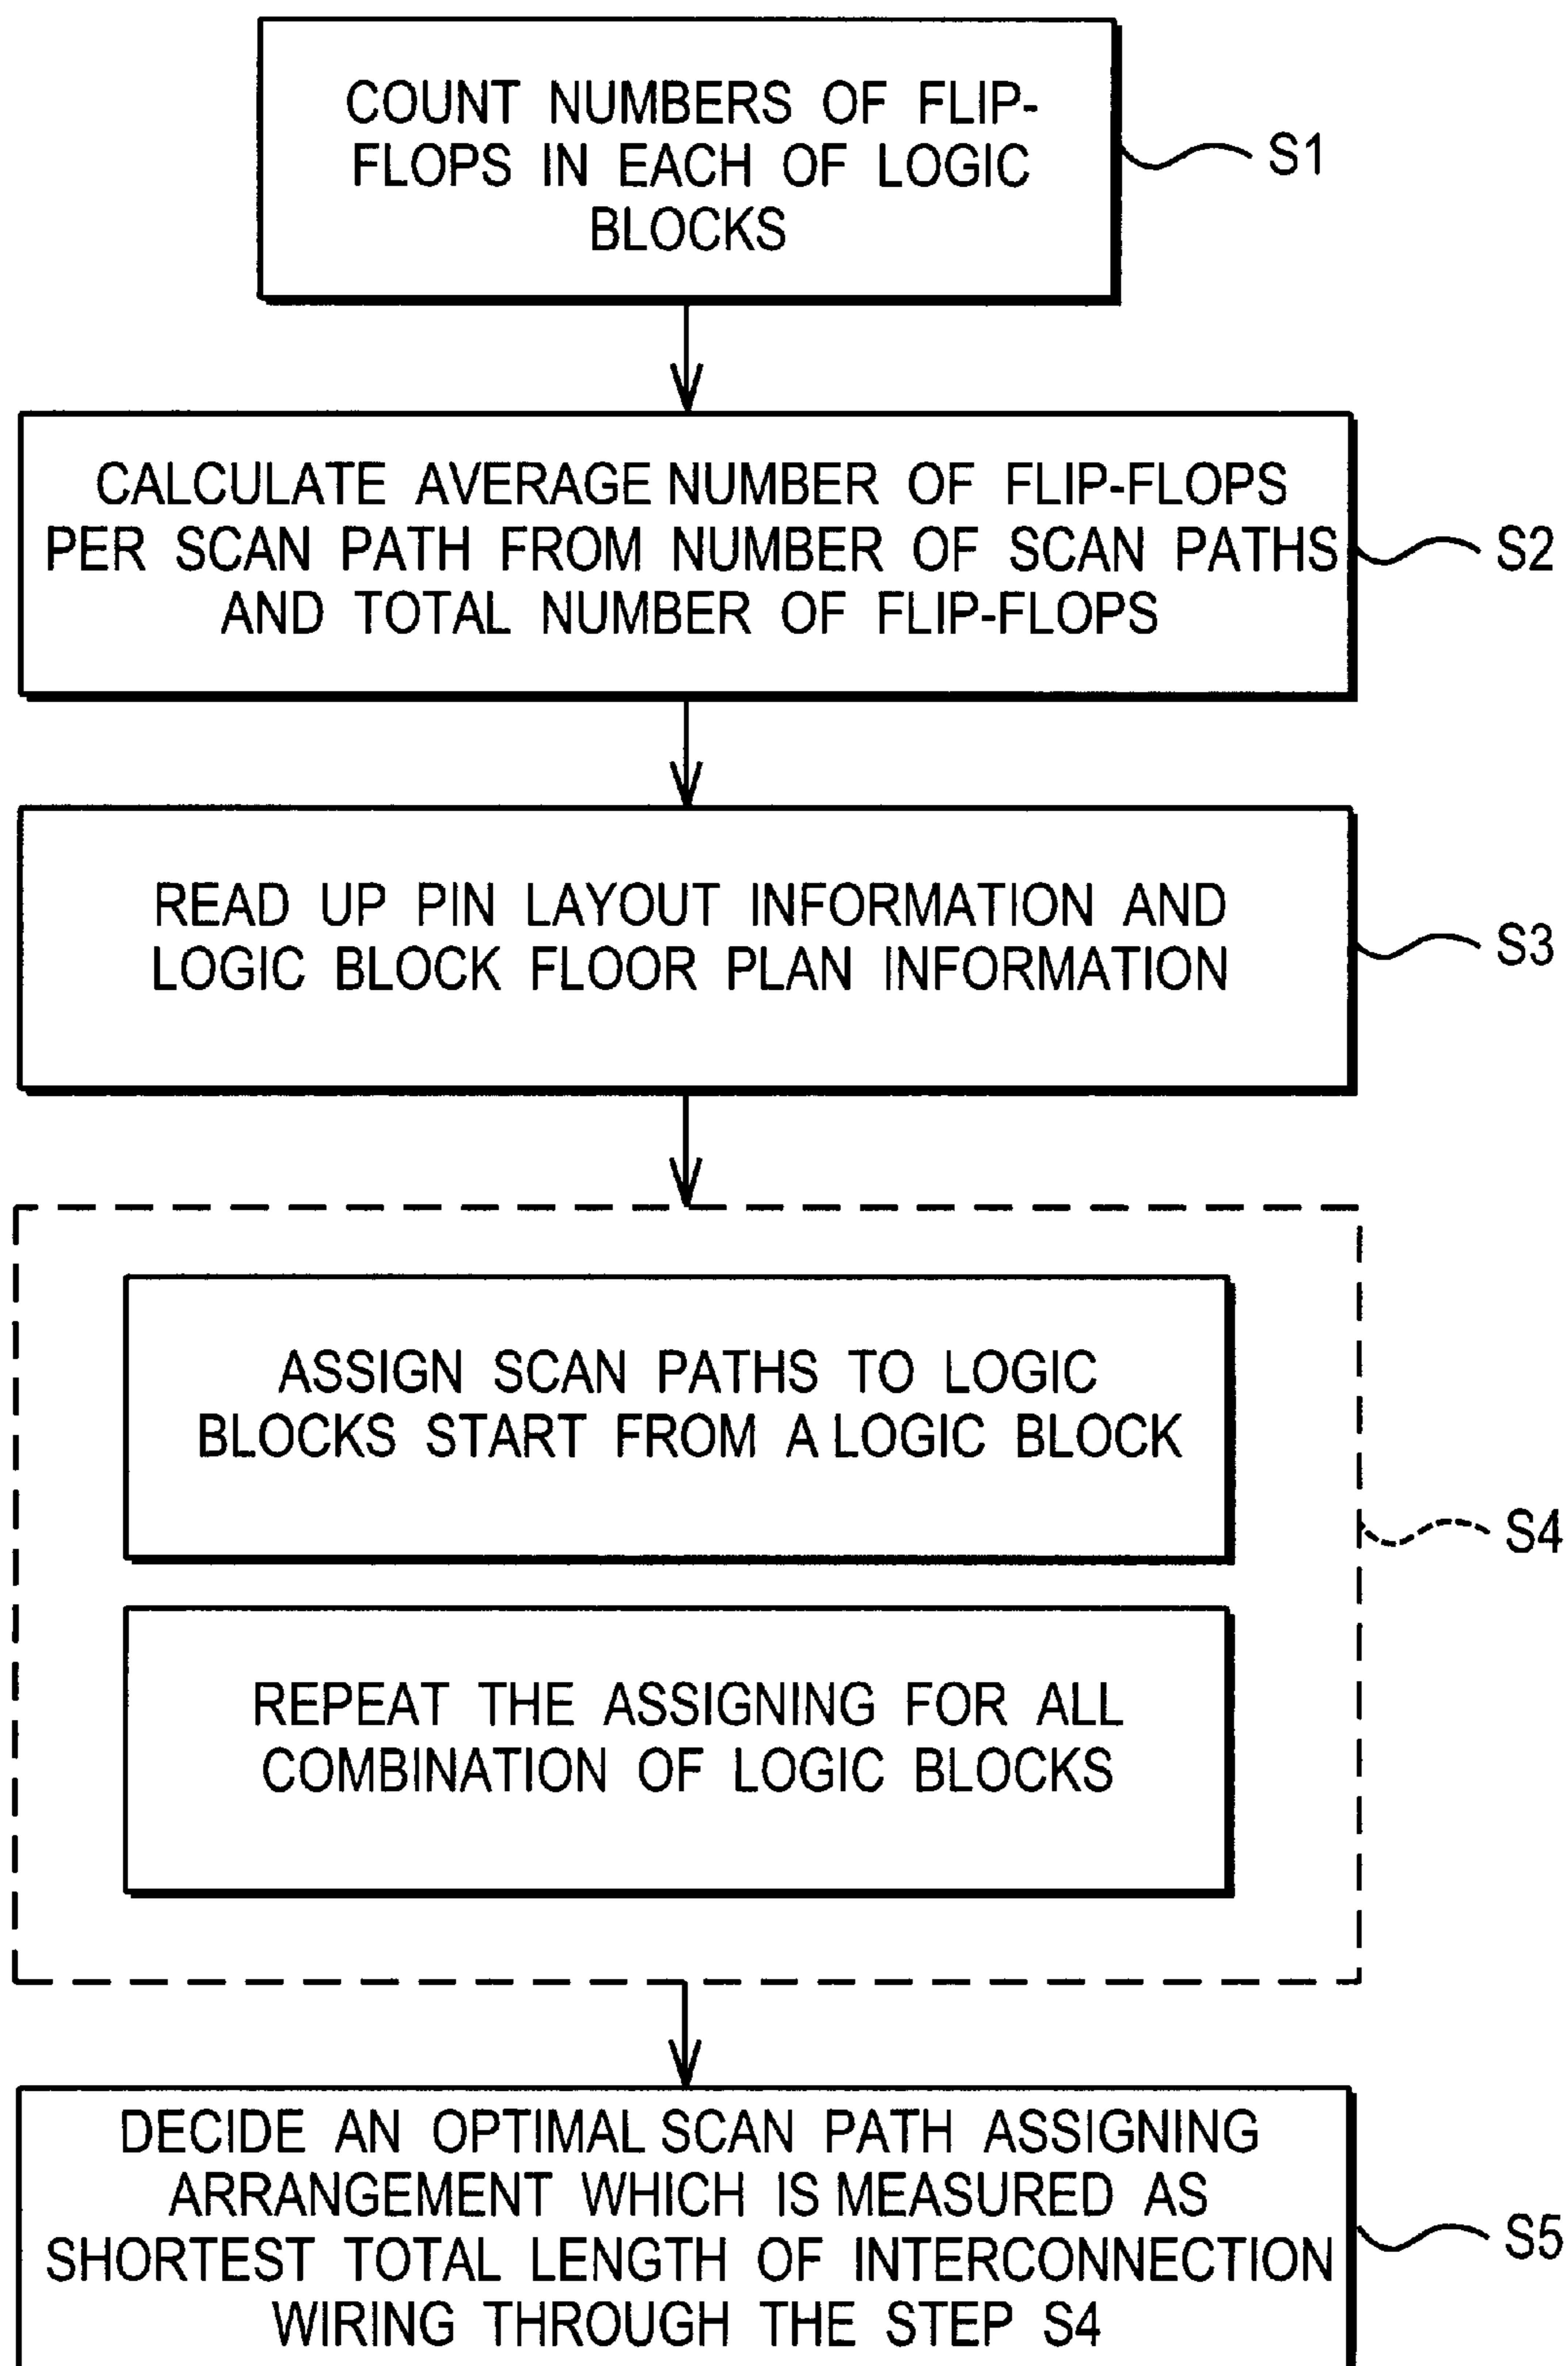 COUNT NUMBERS OF FLIP-
FLOPS IN EACH OF LOGIC
BLOCKS
S1
CALCULATE AVERAGE NUMBER OF FLIP-FLOPS
PER SCAN PATH FROM NUMBER OF SCAN PATHS
AND TOTAL NUMBER OF FLIP-FLOPS
S2
READ UP PIN LAYOUT INFORMATION AND
LOGIC BLOCK FLOOR PLAN INFORMATION
S3
ASSIGN SCAN PATHS TO LOGIC
BLOCKS START FROM A LOGIC BLOCK
REPEAT THE ASSIGNING FOR ALL
COMBINATION OF LOGIC BLOCKS
S4
DECIDE AN OPTIMAL SCAN PATH ASSIGNING
ARRANGEMENT WHICH IS MEASURED AS
SHORTEST TOTAL LENGTH OF INTERCONNECTION
WIRING THROUGH THE STEP S4
S5